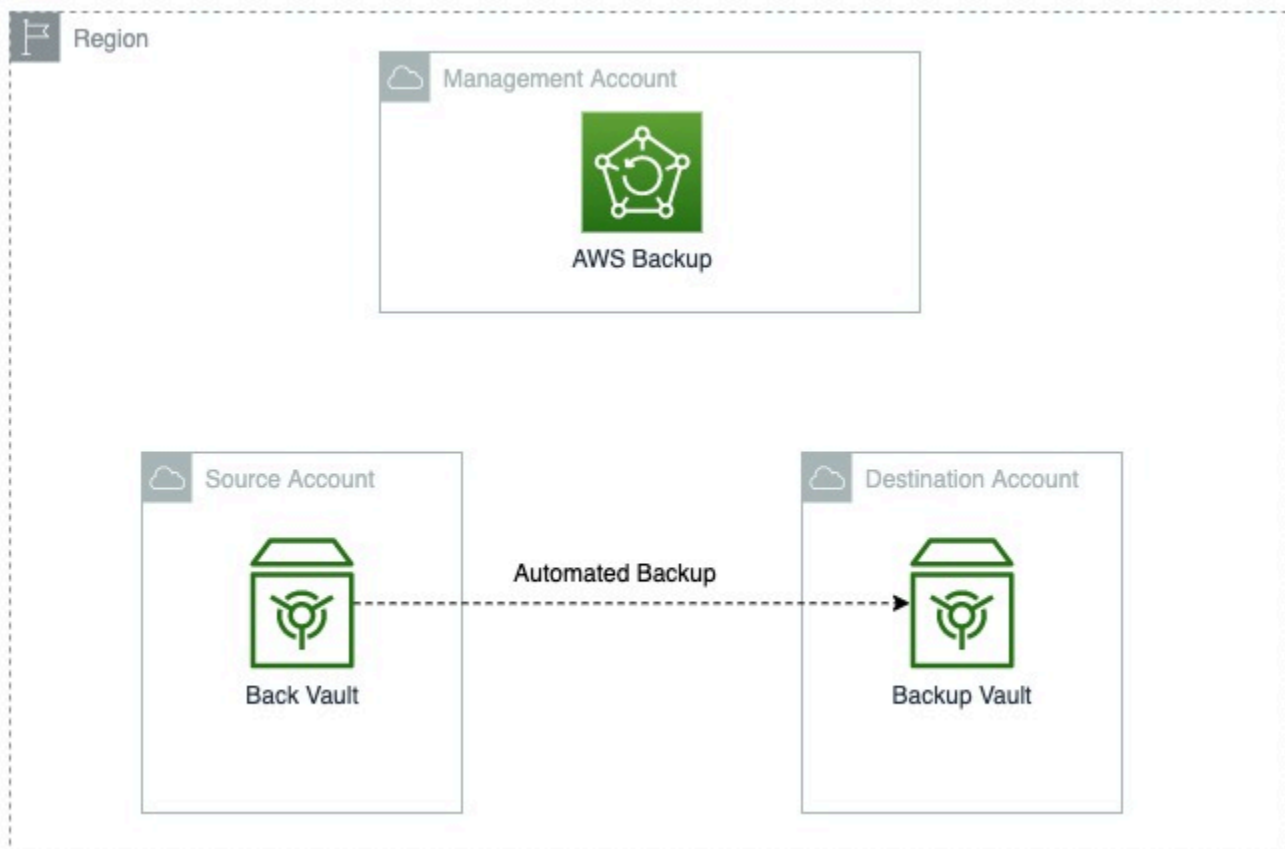 Region
Management Account
AWS Backup
Source Account
Destination Account
Automated Backup
Back Vault
Backup Vault